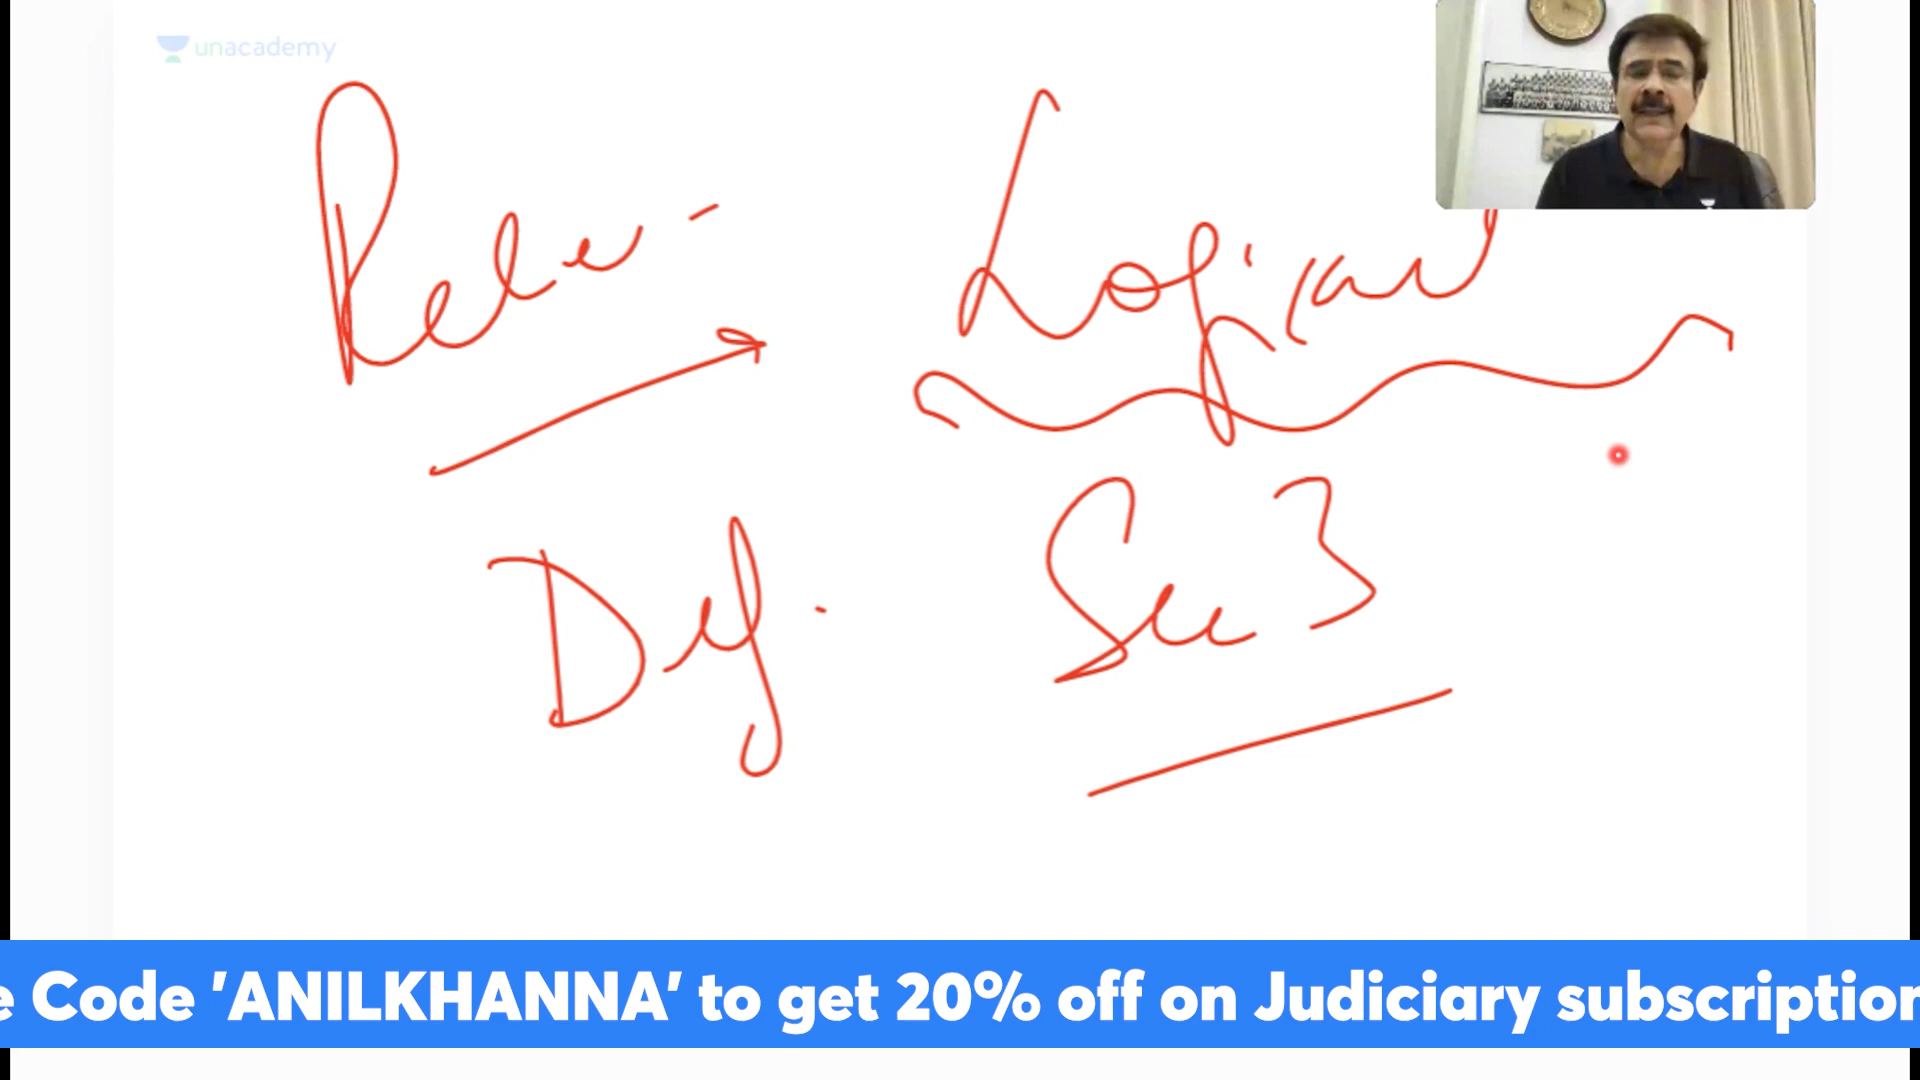 unacademy
Rele -
Logical
Def.
Sec 3
e Code 'ANILKHANNA' to get 20% off on Judiciary subscription